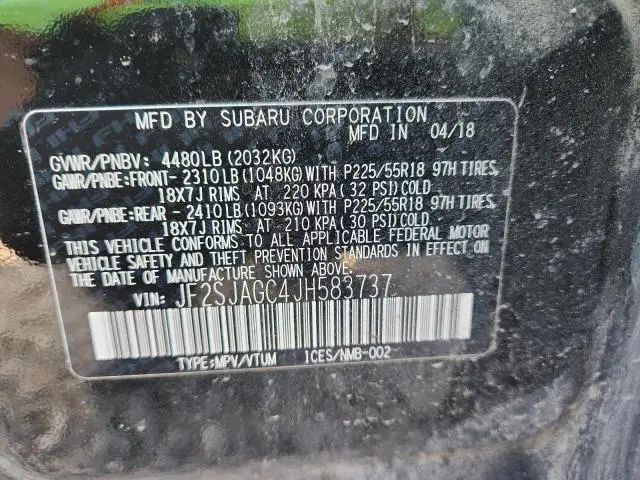 MFD BY SUBARU CORPORATION
MFD IN 04/18
GVWR/PNBV: 4480LB(2032KG)
GAWR/PNBE:FRONT- 2310LB(1048KG)WITH P225/55R18 97H TIRES,
18X7J RIMS AT 220 KPA( 32 PSI)COLD
GAWR/PNBE:REAR - 2410LB(1093KG)WITH P225/55R18 97H TIRES,
18X7J RIMS AT 210 KPA( 30 PSI)COLD
THIS VEHICLE CONFORMS TO ALL APPLICABLE FEDERAL MOTOR
VEHICLE SAFETY AND THEFT PREVENTION STANDARDS IN EFFECT ON
THE DATE OF MANUFACTURE SHOWN ABOVE.
VIN: JF2SJAGC4JH583737
TYPE:MPV/VTUM 1CES/NMB-002